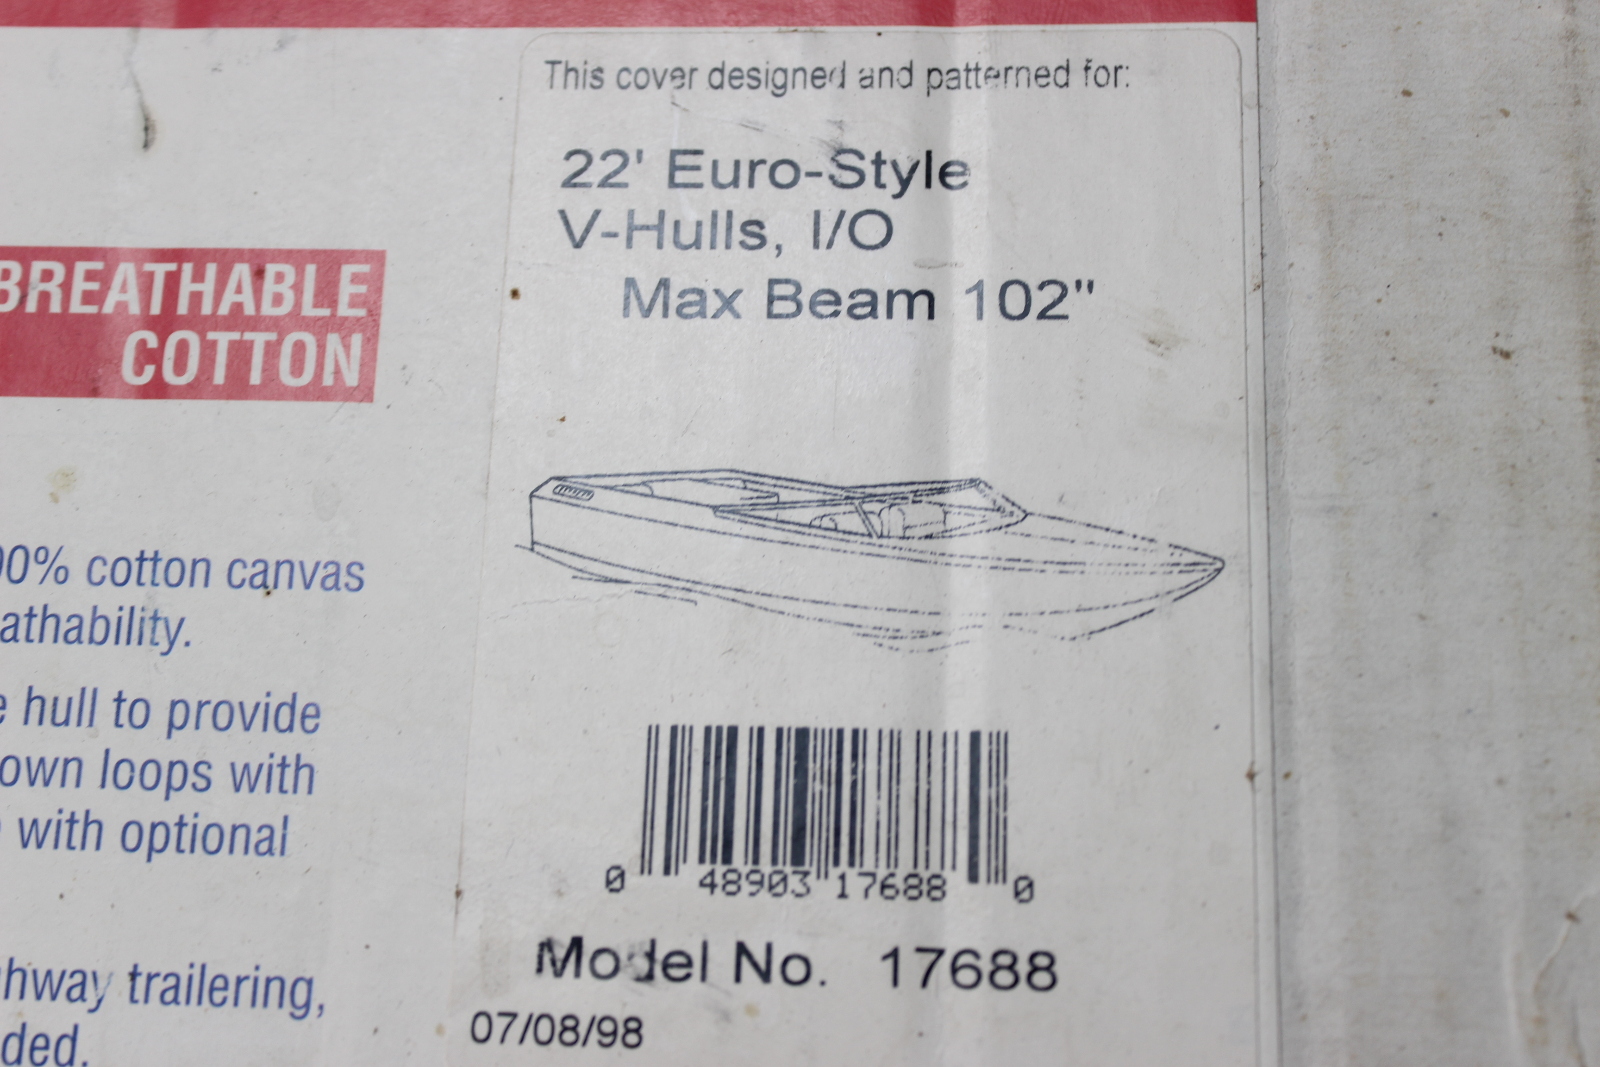 This cover designed and patterned for:
22' Euro-Style
V-Hulls, I/O
Max Beam 102"
BREATHABLE
COTTON
00% cotton canvas
athability.
e hull to provide
own loops with
with optional
hway trailering,
ded.
0 48903 17688 0
Model No. 17688
07/08/98